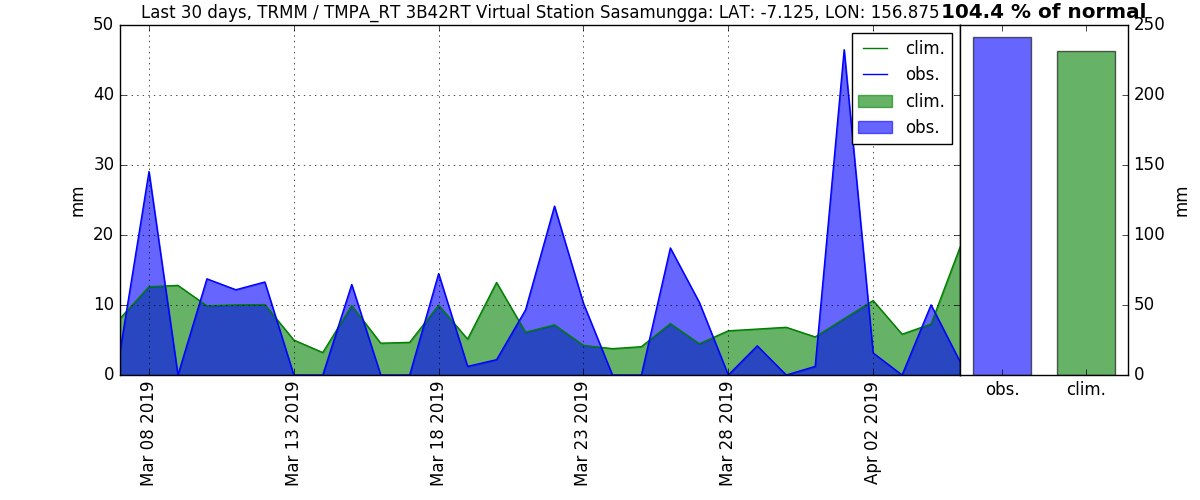 Last 30 days, TRMM / TMPA_RT 3B42RT Virtual Station Sasamungga: LAT: -7.125, LON: 156.875
104.4 % of normal
50
40
30
20
10
0
mm
clim.
obs.
clim.
obs.
Mar 08 2019
Mar 13 2019
Mar 18 2019
Mar 23 2019
Mar 28 2019
Apr 02 2019
250
200
150
100
50
0
mm
obs.
clim.